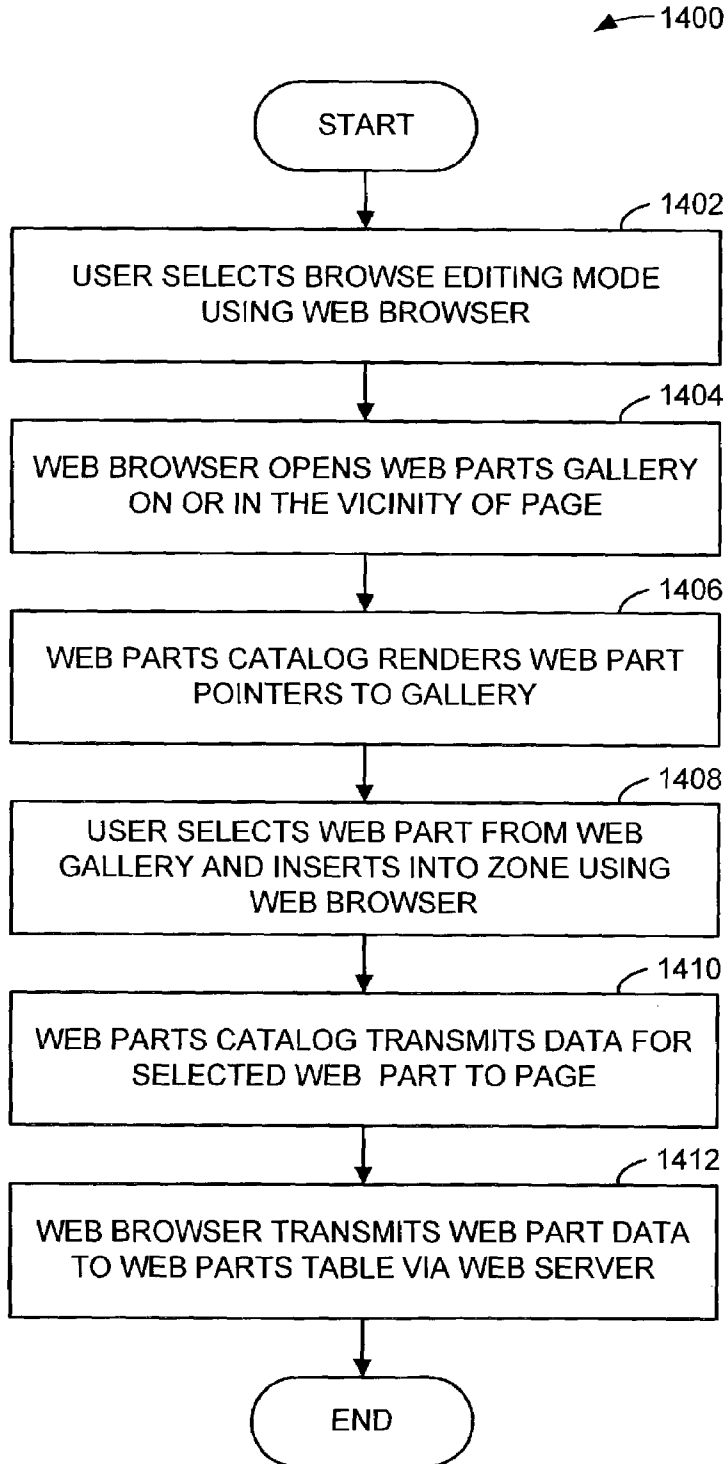 1400
START
1402
USER SELECTS BROWSE EDITING MODE
USING WEB BROWSER
1404
WEB BROWSER OPENS WEB PARTS GALLERY
ON OR IN THE VICINITY OF PAGE
1406
WEB PARTS CATALOG RENDERS WEB PART
POINTERS TO GALLERY
1408
USER SELECTS WEB PART FROM WEB
GALLERY AND INSERTS INTO ZONE USING
WEB BROWSER
1410
WEB PARTS CATALOG TRANSMITS DATA FOR
SELECTED WEB PART TO PAGE
1412
WEB BROWSER TRANSMITS WEB PART DATA
TO WEB PARTS TABLE VIA WEB SERVER
END